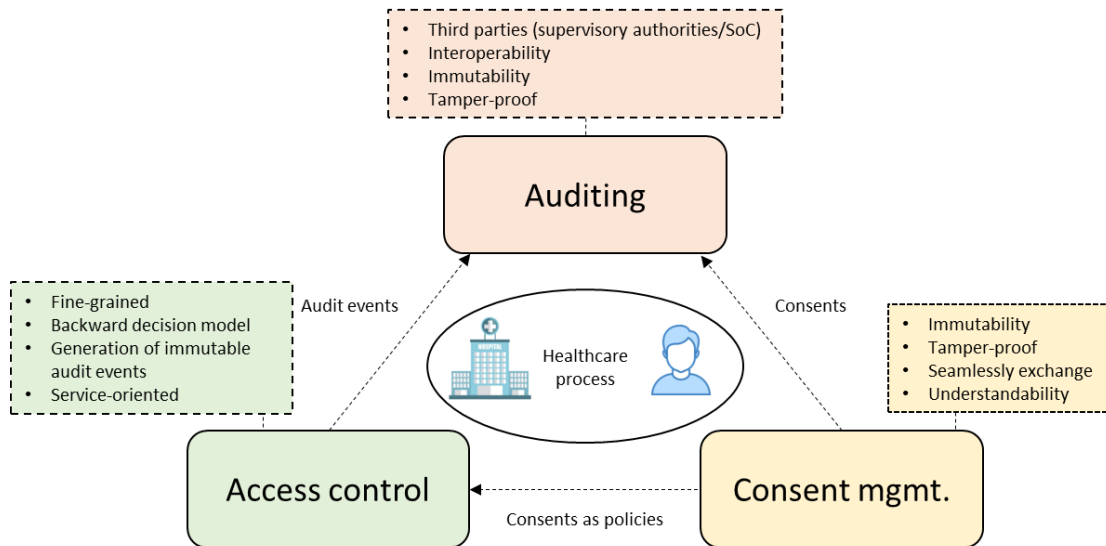 • Third parties (supervisory authorities/SoC)
• Interoperability
• Immutability
• Tamper-proof
Auditing
• Fine-grained
• Backward decision model
• Generation of immutable
audit events
• Service-oriented
Audit events
Consents
• Immutability
• Tamper-proof
• Seamlessly exchange
• Understandability
HOSPITAL
Healthcare
process
Access control
Consent mgmt.
Consents as policies